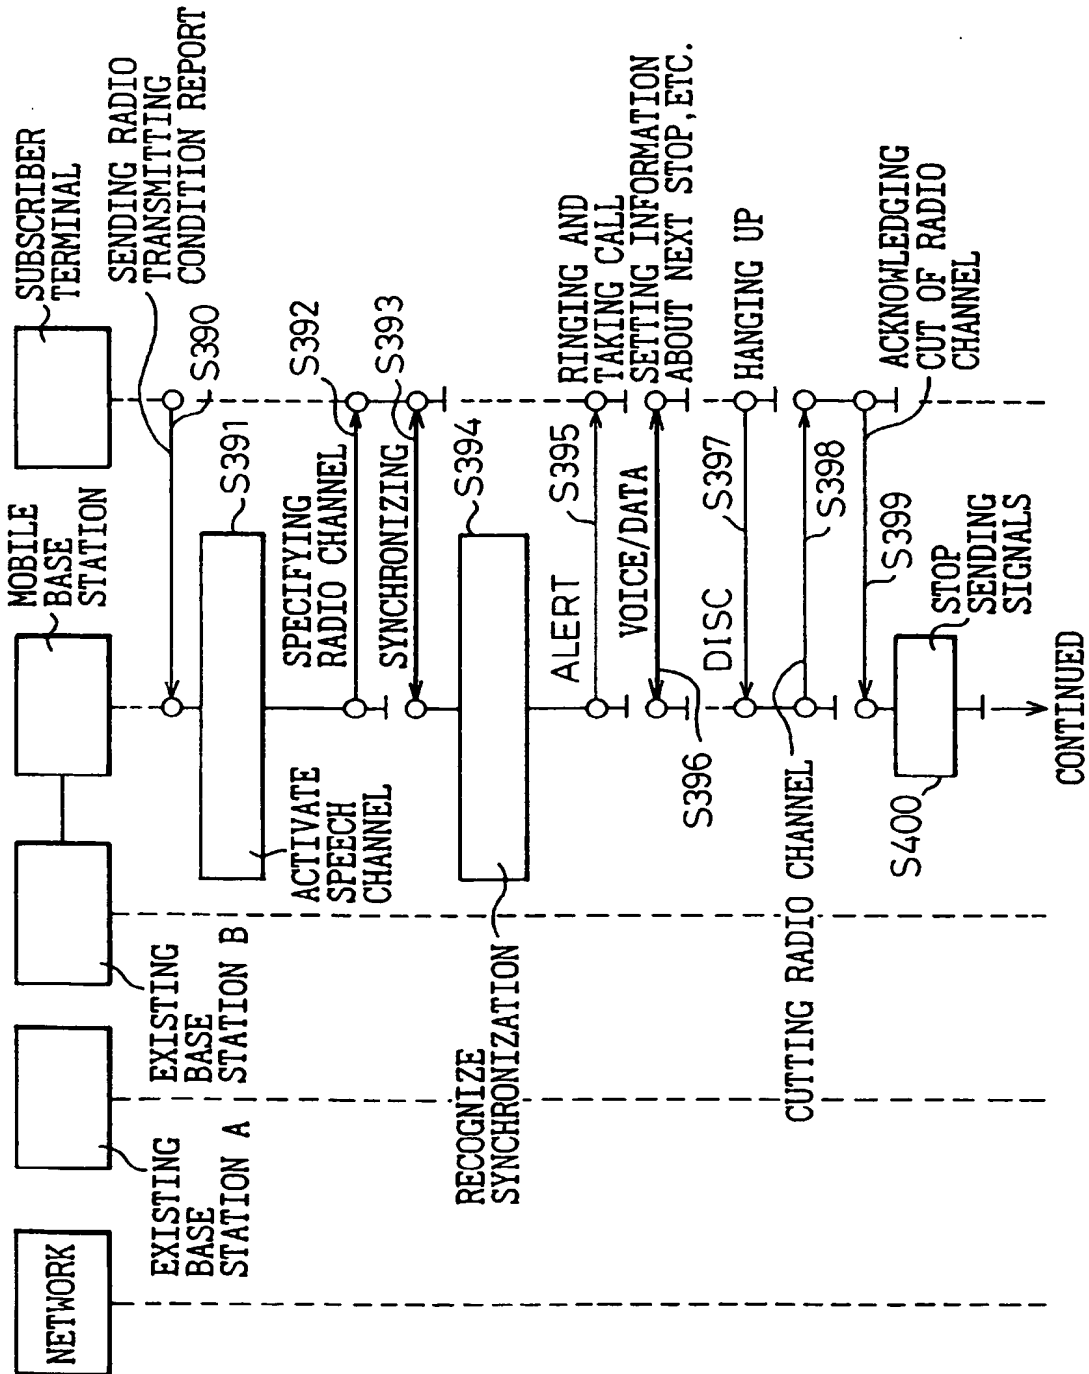 NETWORK
EXISTING
BASE
STATION A
EXISTING
BASE
STATION B
MOBILE
BASE
STATION
SUBSCRIBER
TERMINAL
SENDING RADIO
TRANSMITTING
CONDITION REPORT
S390
S391
ACTIVATE
SPEECH
CHANNEL
SPECIFYING
RADIO CHANNEL
S392
SYNCHRONIZING
S393
S394
RECOGNIZE
SYNCHRONIZATION
ALERT
S395
RINGING AND
TAKING CALL
VOICE/DATA
S396
SETTING INFORMATION
ABOUT NEXT STOP,ETC.
DISC
S397
HANGING UP
CUTTING RADIO CHANNEL
S398
S399
ACKNOWLEDGING
CUT OF RADIO
CHANNEL
S400
STOP
SENDING
SIGNALS
CONTINUED